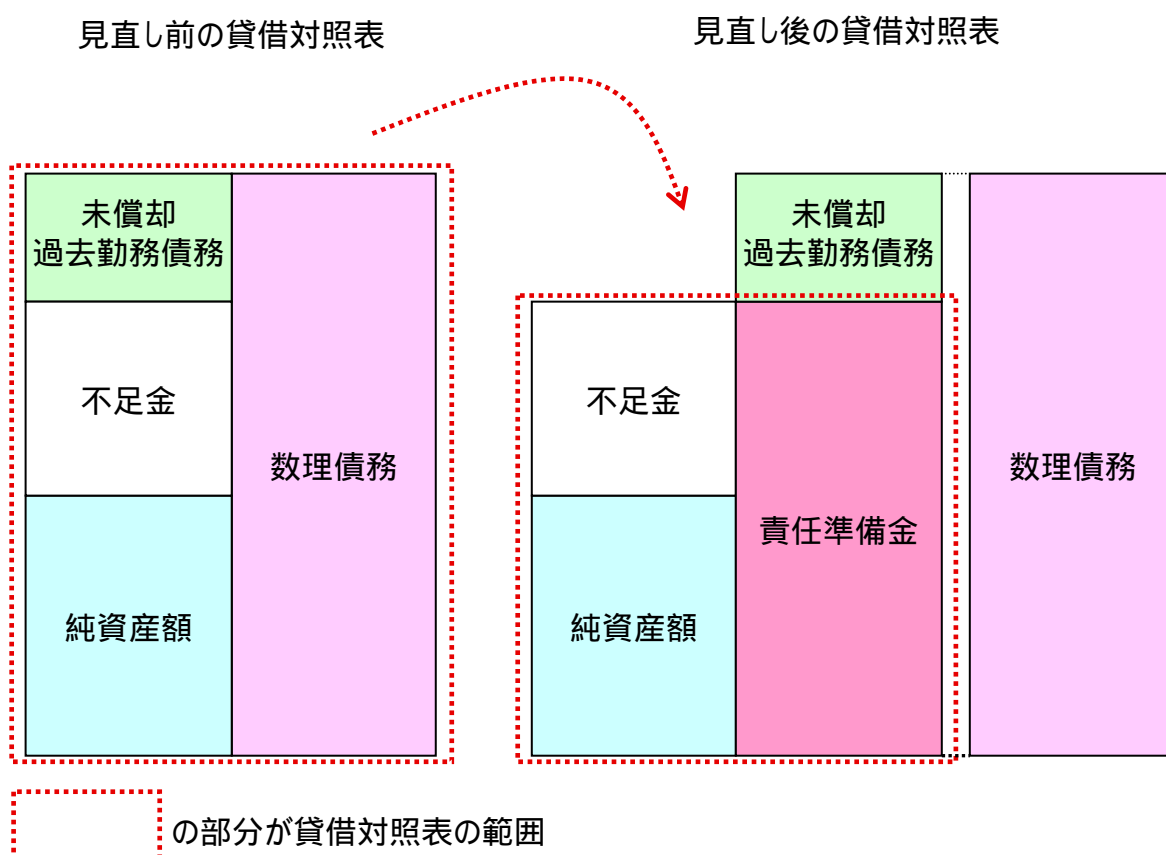 見直し前の貸借対照表
見直し後の貸借対照表
未償却
過去勤務債務
不足金
純資産額
数理債務
未償却
過去勤務債務
不足金
純資産額
責任準備金
数理債務
の部分が貸借対照表の範囲